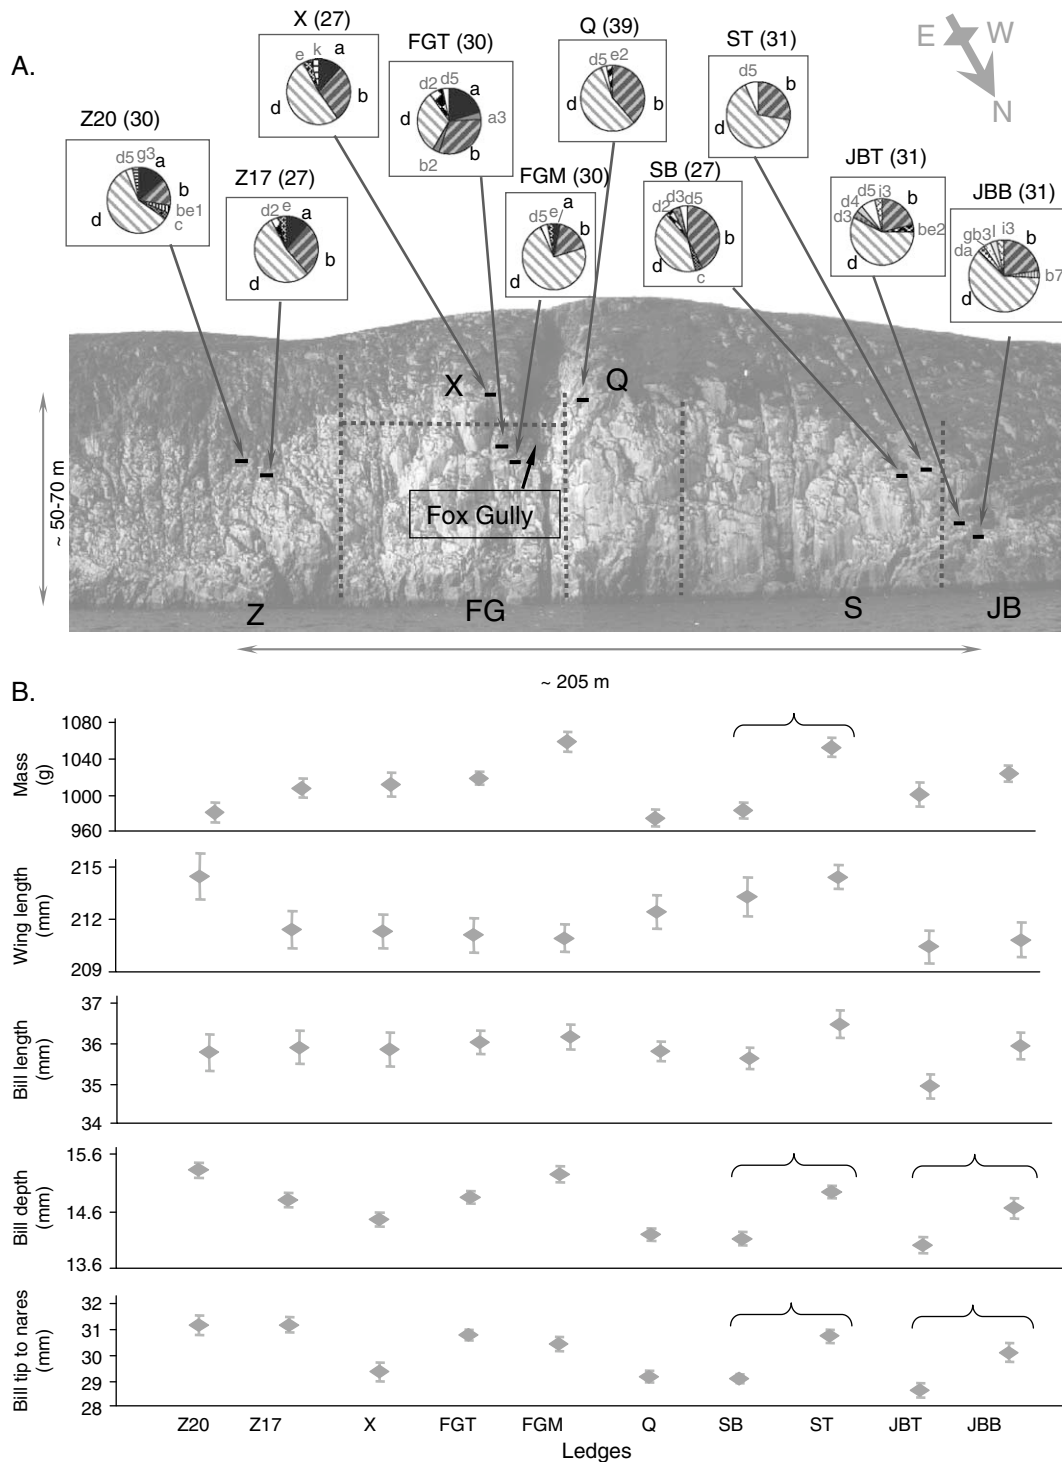 A.
X (27)
e k a
d b
FGT (30)
d2 d5
d a3
b2 b
Q (39)
d5 e2
d b
ST (31)
d5
d b
E W
N
Z20 (30)
d5 g3 a
d b
be1
c
Z17 (27)
d2 e a
d b
FGM (30)
a
d5 e/
d b
SB (27)
d2 d3 d5
d b
c
JBT (31)
d5 i3
d4
d3 b
be2
d
JBB (31)
gb3 i3
da b
b7
d
X Q
~ 50-70 m
Fox Gully
Z FG S JB
~ 205 m
B.
Mass
(g)
1080
1040
1000
960
Wing length
(mm)
215
212
209
Bill length
(mm)
37
36
35
34
Bill depth
(mm)
15.6
14.6
13.6
Bill tip to nares
(mm)
32
31
30
29
28
Z20 Z17 X FGT FGM Q SB ST JBT JBB
Ledges